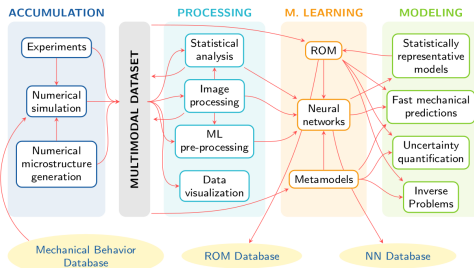 ACCUMULATION
PROCESSING
M. LEARNING
MODELING
Experiments
Numerical
simulation
Numerical
microstructure
generation
MULTIMODAL DATASET
Statistical
analysis
Image
processing
ML
pre-processing
Data
visualization
ROM
Neural
networks
Metamodels
Statistically
representative
models
Fast mechanical
predictions
Uncertainty
quantification
Inverse
Problems
Mechanical Behavior
Database
ROM Database
NN Database